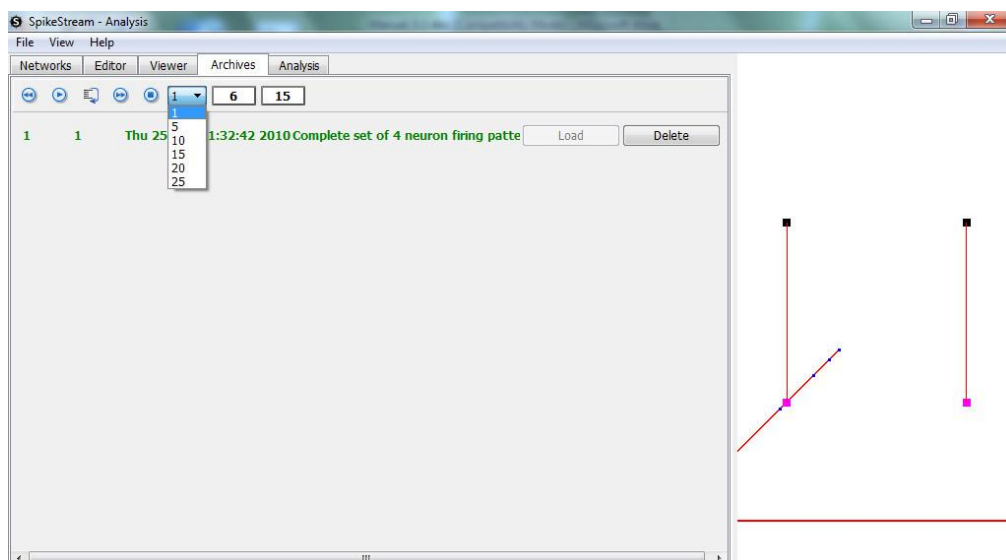 SpikeStream - Analysis
File View Help
Networks Editor Viewer Archives Analysis
1 6 15
1
5
10
15
20
25
1 1 Thu 25 1:32:42 2010 Complete set of 4 neuron firing patte Load Delete